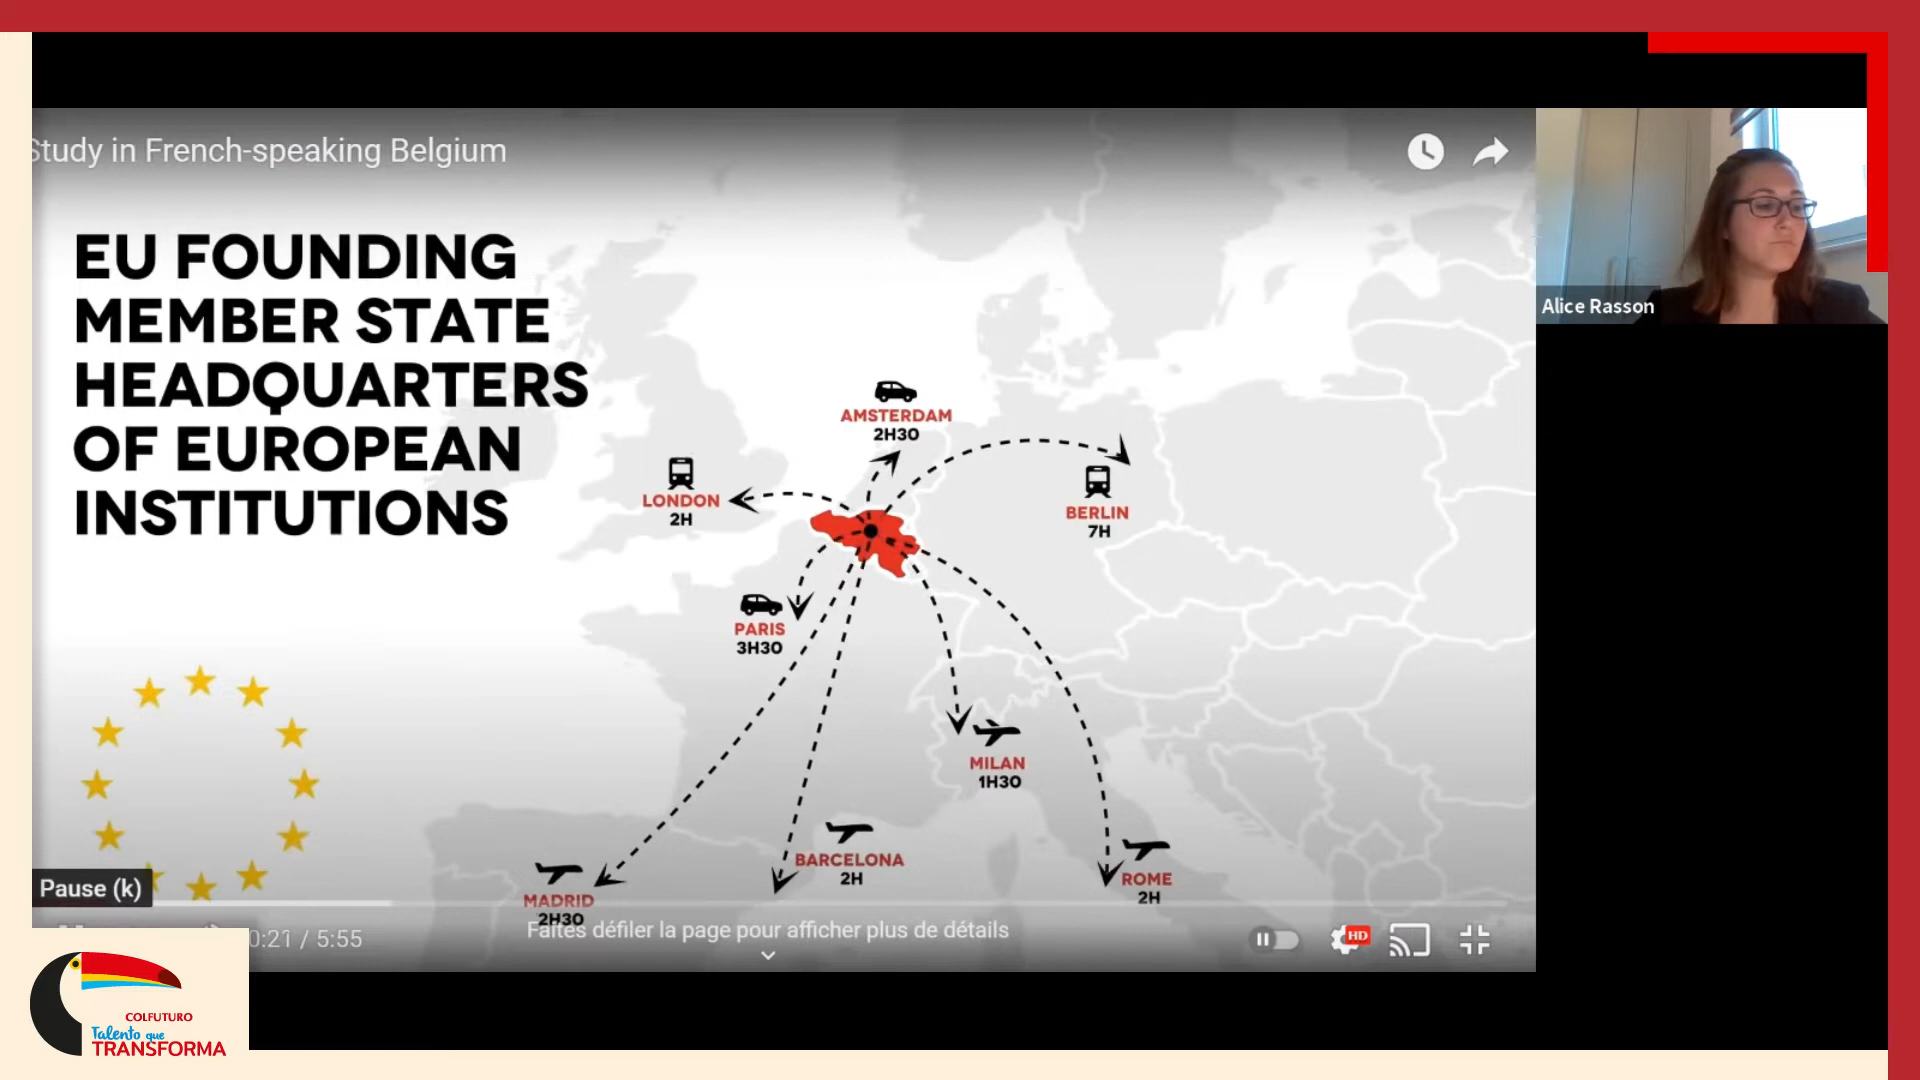 Study in French-speaking Belgium
EU FOUNDING
MEMBER STATE
HEADQUARTERS
OF EUROPEAN
INSTITUTIONS
AMSTERDAM
2H30
LONDON
2H
BERLIN
7H
PARIS
3H30
MILAN
1H30
BARCELONA
2H
ROME
2H
MADRID
2H30
Pause (k)
0:21 / 5:55
Faites défiler la page pour afficher plus de détails
HD
Alice Rasson
COLFUTURO
Talento que
TRANSFORMA